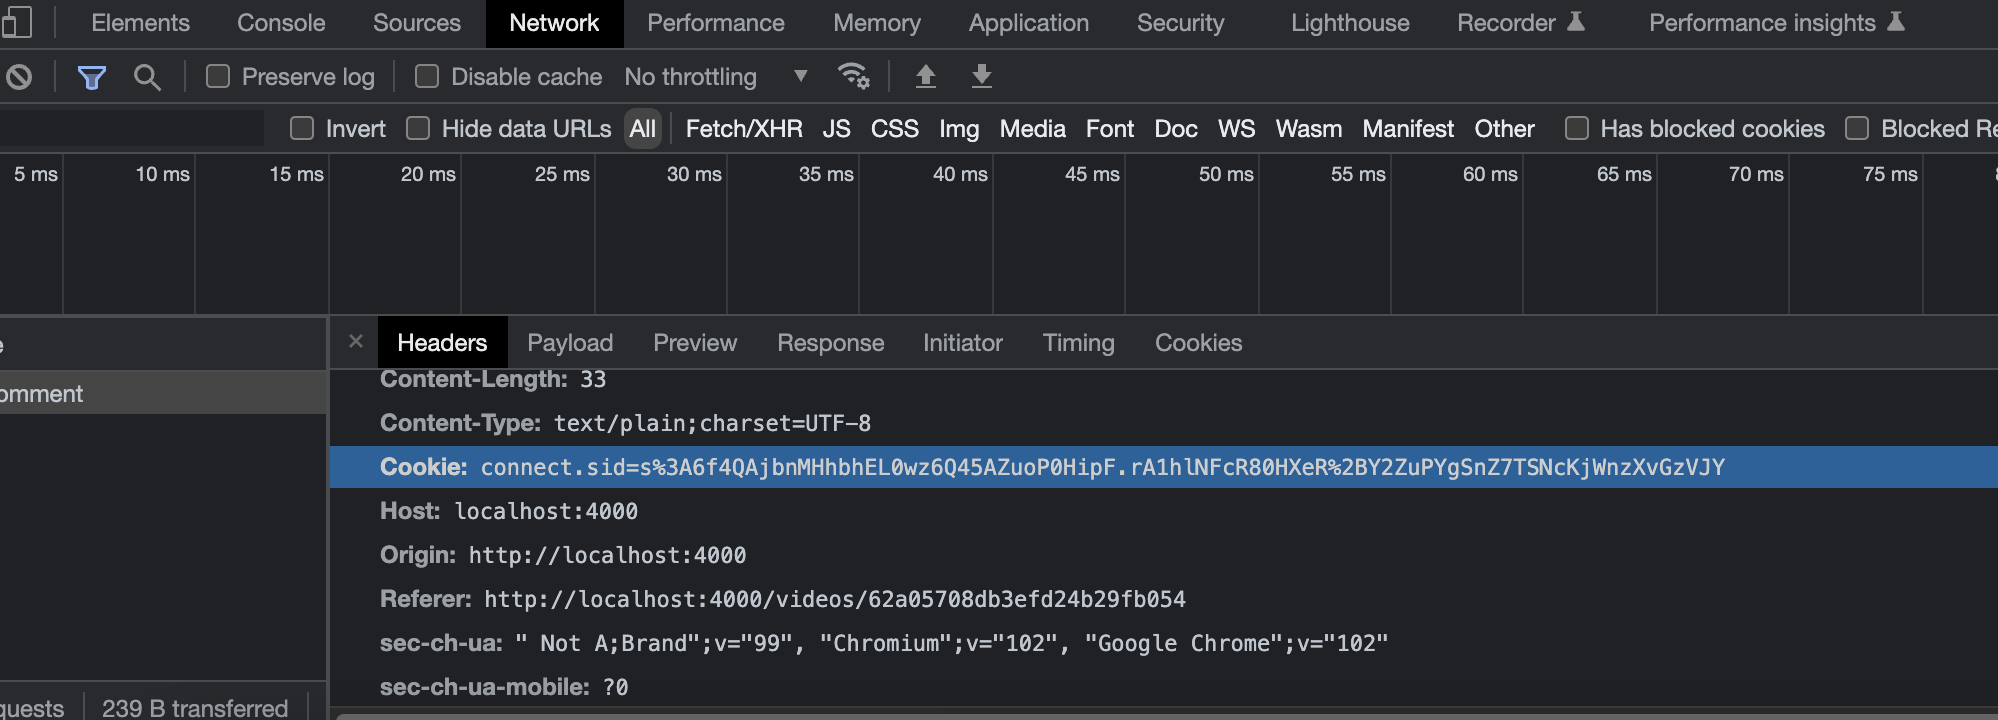 Elements Console Sources Network Performance Memory Application Security Lighthouse Recorder Performance insights
Preserve log Disable cache No throttling
Invert Hide data URLs All Fetch/XHR JS CSS Img Media Font Doc WS Wasm Manifest Other Has blocked cookies Blocked Re
5 ms 10 ms 15 ms 20 ms 25 ms 30 ms 35 ms 40 ms 45 ms 50 ms 55 ms 60 ms 65 ms 70 ms 75 ms
e × Headers Payload Preview Response Initiator Timing Cookies
Content-Length: 33
omment
Content-Type: text/plain;charset=UTF-8
Cookie: connect.sid=s%3A6f4QAjbnMHhbhEL0wz6Q45AZuoP0HipF.rA1hlNFcR80HXeR%2BY2ZuPYgSnZ7TSNcKjWnzXvGzVJY
Host: localhost:4000
Origin: http://localhost:4000
Referer: http://localhost:4000/videos/62a05708db3efd24b29fb054
sec-ch-ua: " Not A;Brand";v="99", "Chromium";v="102", "Google Chrome";v="102"
sec-ch-ua-mobile: ?0
quests 239 B transferred